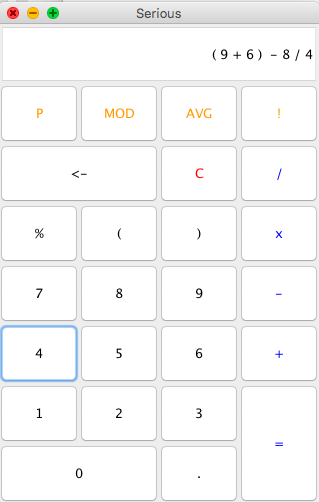 Serious
(9+6) - 8 / 4
P MOD AVG !
<- C /
% ( ) x
7 8 9 -
4 5 6 +
1 2 3
=
0 .